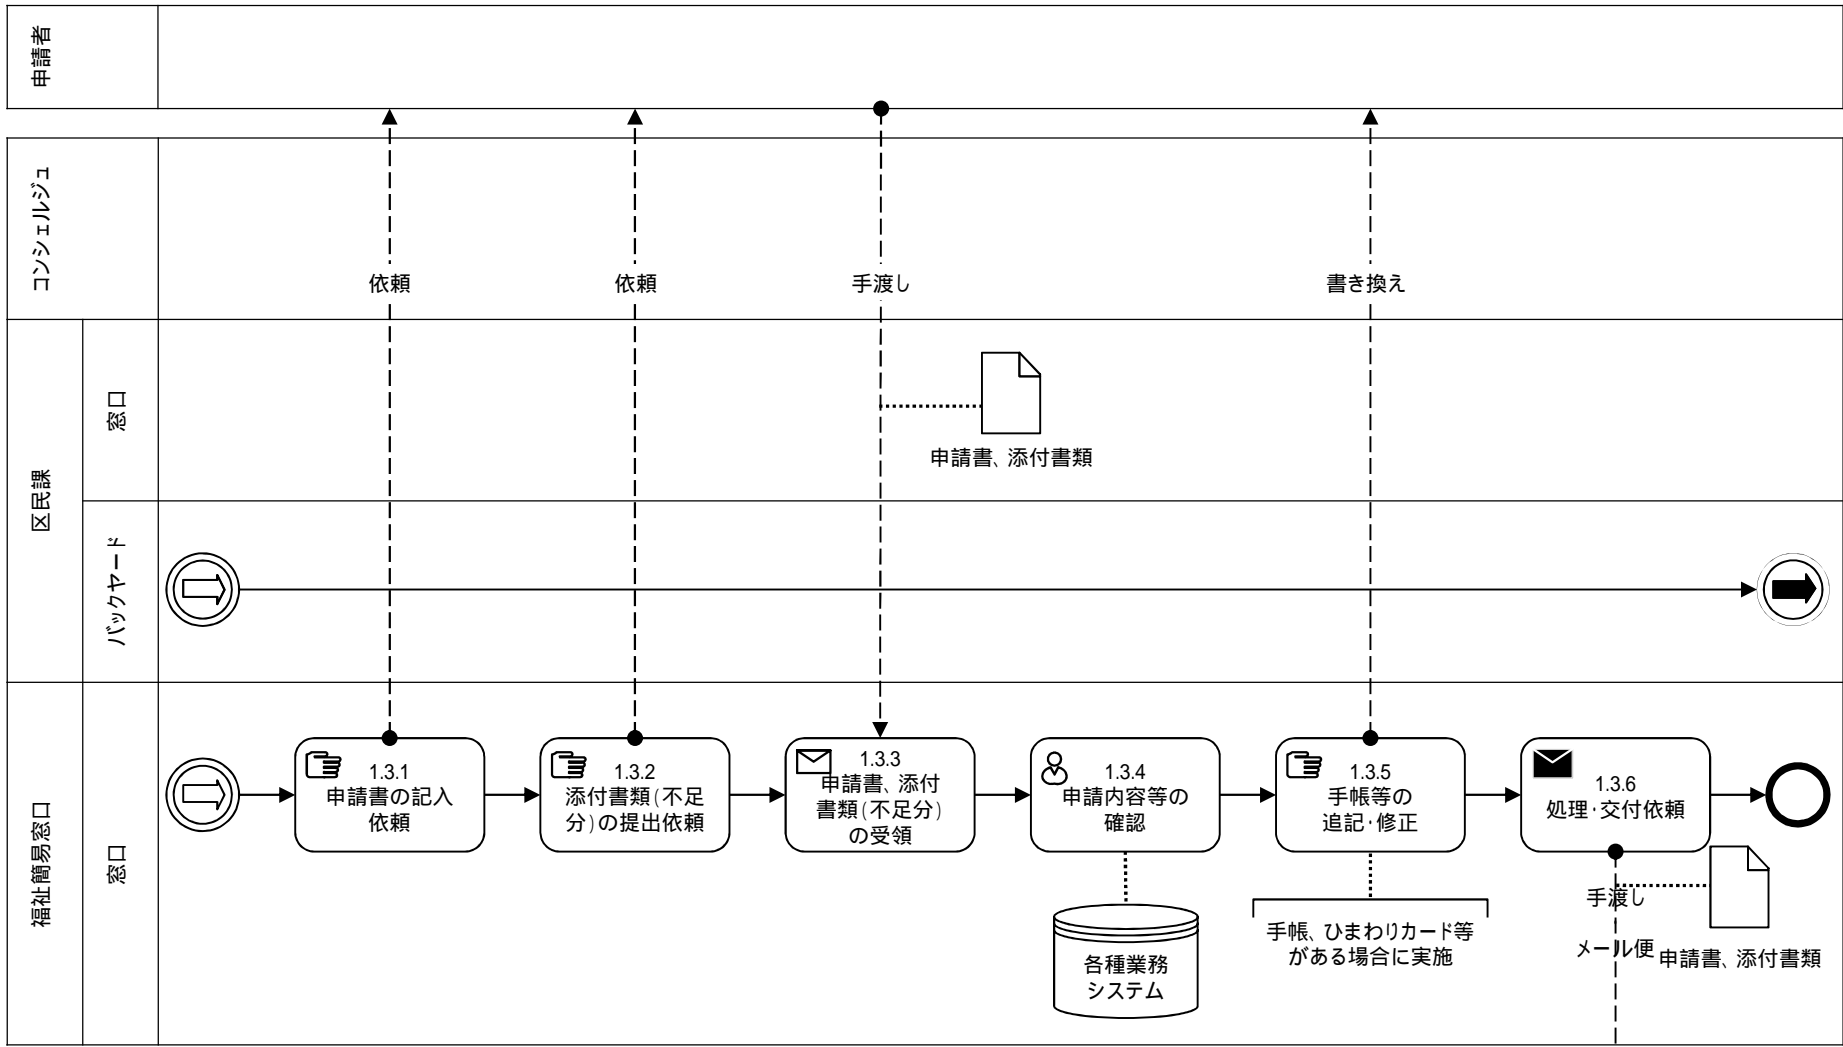 申請者
コンシェルジュ
依頼
依頼
手渡し
書き換え
区民課
窓口
申請書、添付書類
バックヤード
福祉簡易窓口
窓口
1.3.1
申請書の記入
依頼
1.3.2
添付書類(不足
分)の提出依頼
1.3.3
申請書、添付
書類(不足分)
の受領
1.3.4
申請内容等の
確認
1.3.5
手帳等の
追記・修正
1.3.6
処理・交付依頼
各種業務
システム
手帳、ひまわりカード等
がある場合に実施
手渡し
メール便
申請書、添付書類